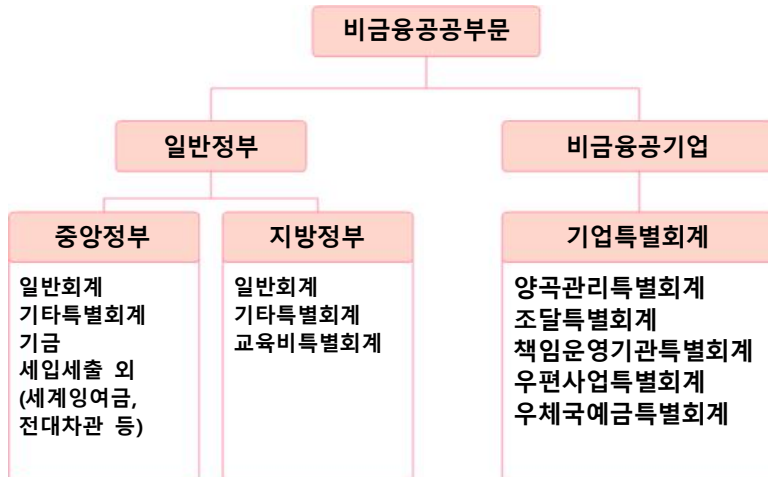 비금융공공부문
일반정부
비금융공기업
중앙정부
지방정부
기업특별회계
일반회계
기타특별회계
기금
세입세출 외
(세계잉여금,
전대차관 등)
일반회계
기타특별회계
교육비특별회계
양곡관리특별회계
조달특별회계
책임운영기관특별회계
우편사업특별회계
우체국예금특별회계